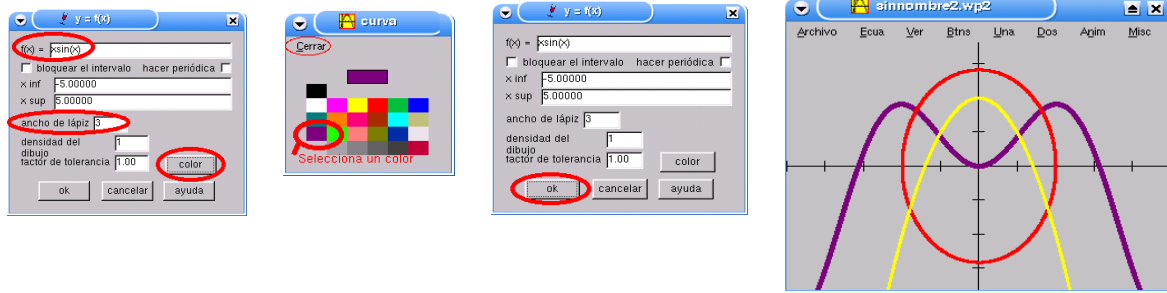 y = f(x)
f(x) = xsin(x)
bloquear el intervalo hacer periódica
x inf -5.00000
x sup 5.00000
ancho de lápiz 3
densidad del dibujo 1
factor de tolerancia 1.00
color
ok cancelar ayuda
curva
Cerrar
Selecciona un color
y = f(x)
f(x) = xsin(x)
bloquear el intervalo hacer periódica
x inf -5.00000
x sup 5.00000
ancho de lápiz 3
densidad del dibujo 1
factor de tolerancia 1.00
color
ok cancelar ayuda
sinnombre2.wp2
Archivo Ecua Ver Btns Una Dos Anim Misc